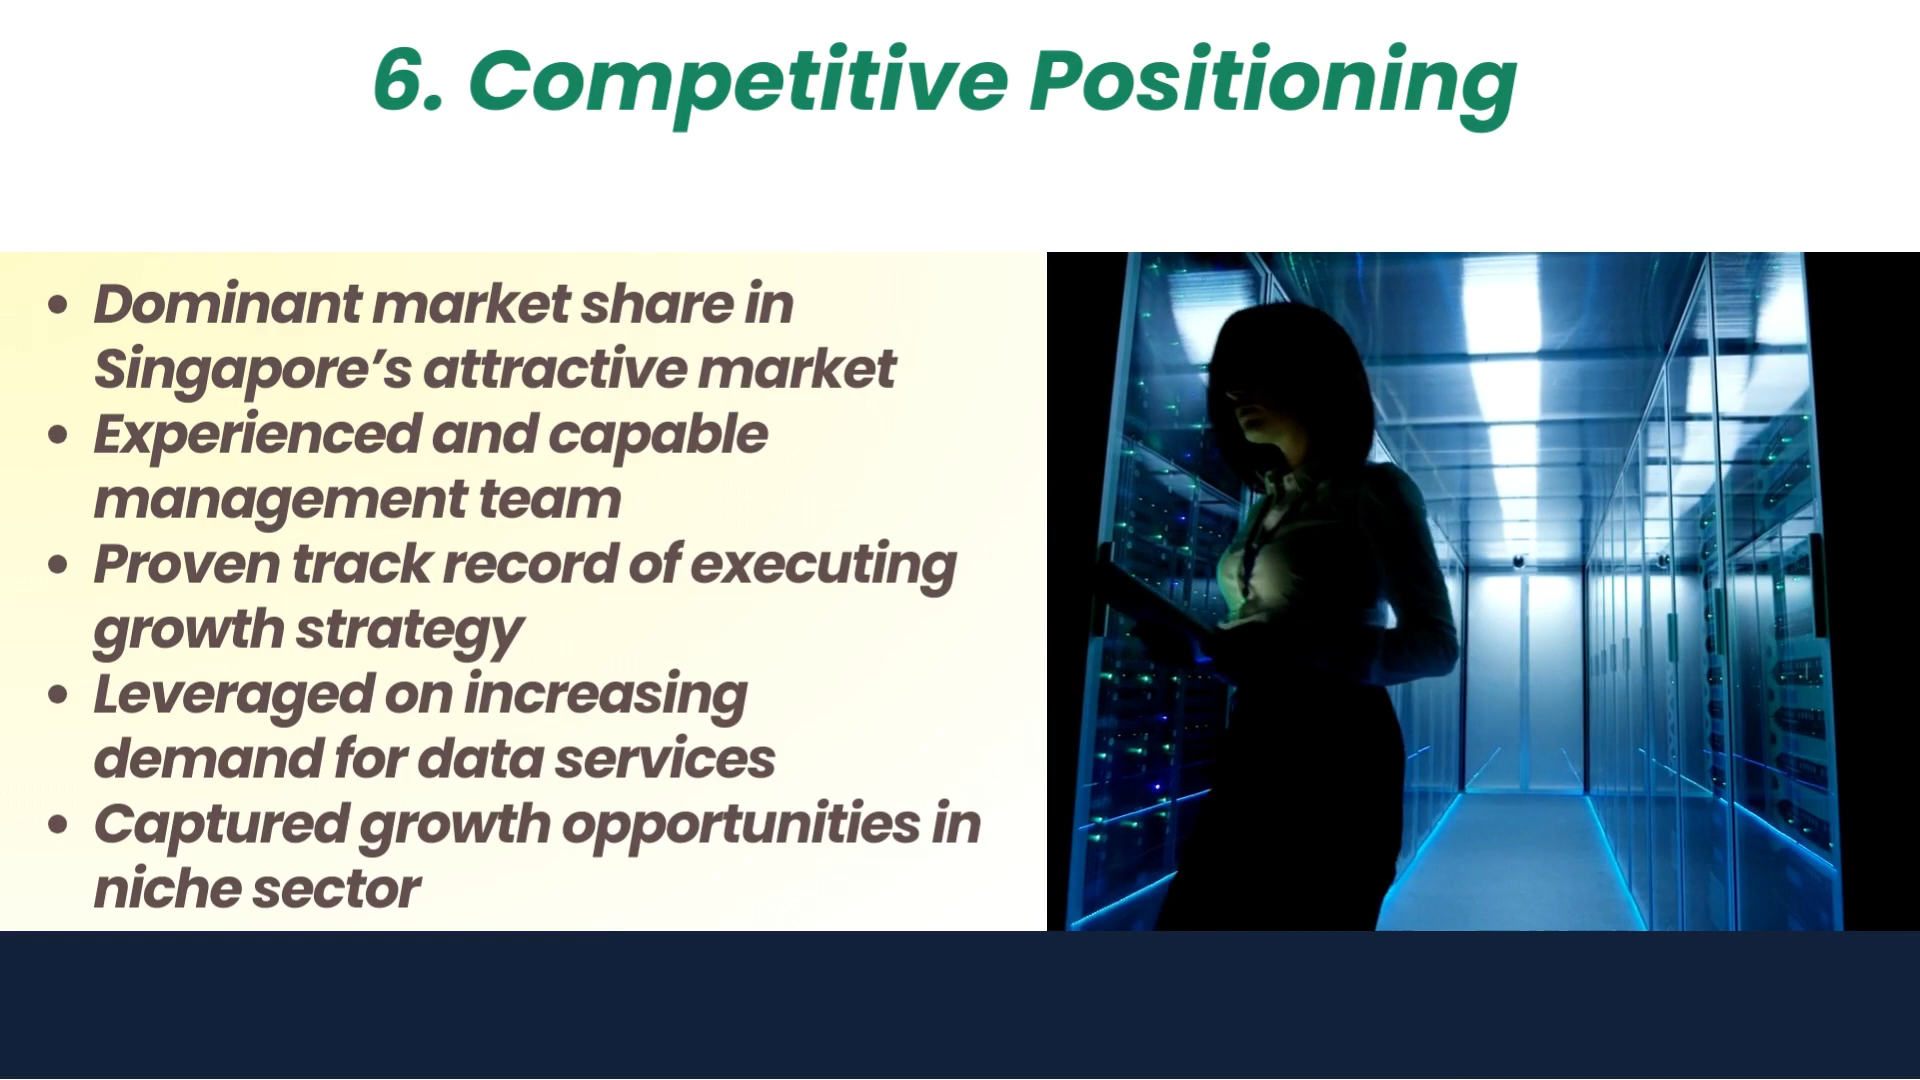 6. Competitive Positioning
• Dominant market share in
Singapore’s attractive market
• Experienced and capable
management team
• Proven track record of executing
growth strategy
• Leveraged on increasing
demand for data services
• Captured growth opportunities in
niche sector